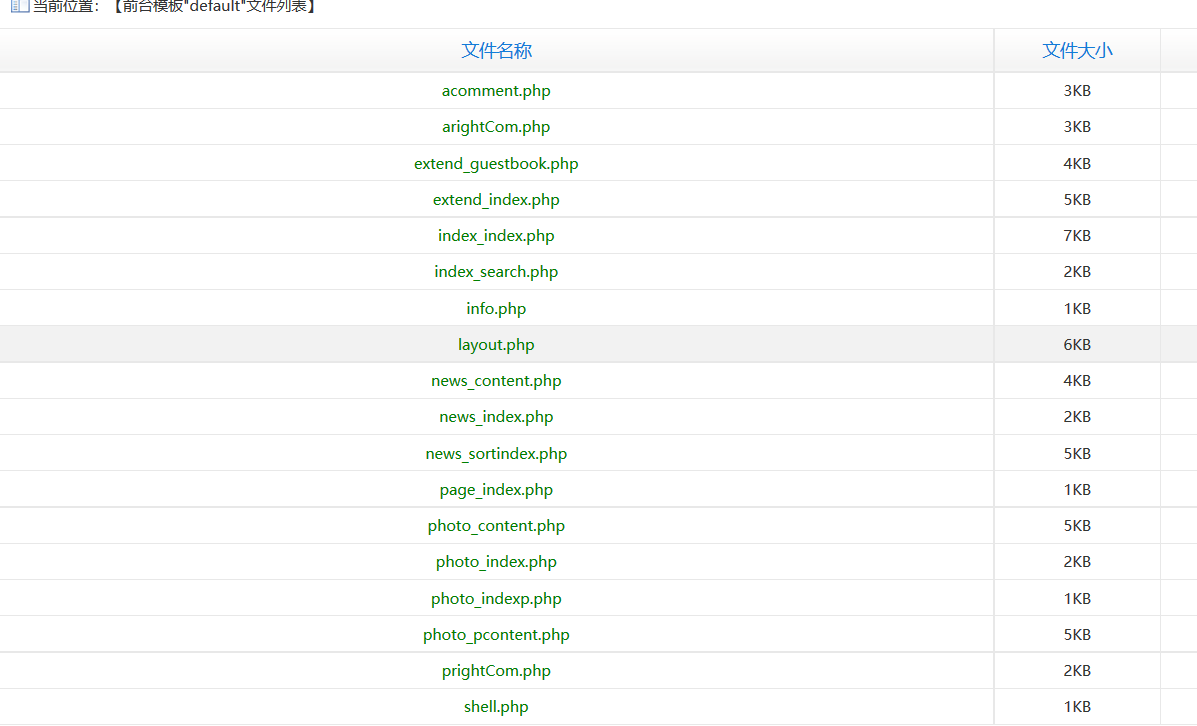 当前位置：【前台模板"default"文件列表】
文件名称 文件大小
acomment.php 3KB
arightCom.php 3KB
extend_guestbook.php 4KB
extend_index.php 5KB
index_index.php 7KB
index_search.php 2KB
info.php 1KB
layout.php 6KB
news_content.php 4KB
news_index.php 2KB
news_sortindex.php 5KB
page_index.php 1KB
photo_content.php 5KB
photo_index.php 2KB
photo_indexp.php 1KB
photo_pcontent.php 5KB
prightCom.php 2KB
shell.php 1KB